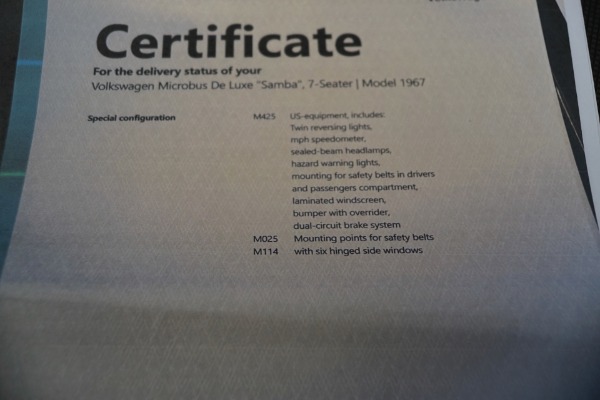 Certificate
For the delivery status of your
Volkswagen Microbus De Luxe "Samba", 7-Seater | Model 1967
Special configuration M425 US-equipment, includes:
Twin reversing lights,
mph speedometer,
sealed-beam headlamps,
hazard warning lights,
mounting for safety belts in drivers
and passengers compartment,
laminated windscreen,
bumper with overrider,
dual-circuit brake system
M025 Mounting points for safety belts
M114 with six hinged side windows